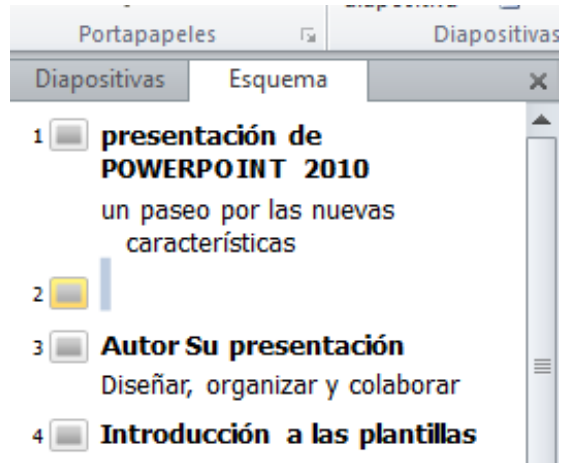 diapositiva
Portapapeles Diapositivas
Diapositivas Esquema
1 presentación de
POWERPOINT 2010
un paseo por las nuevas
características
2
3 Autor Su presentación
Diseñar, organizar y colaborar
4 Introducción a las plantillas